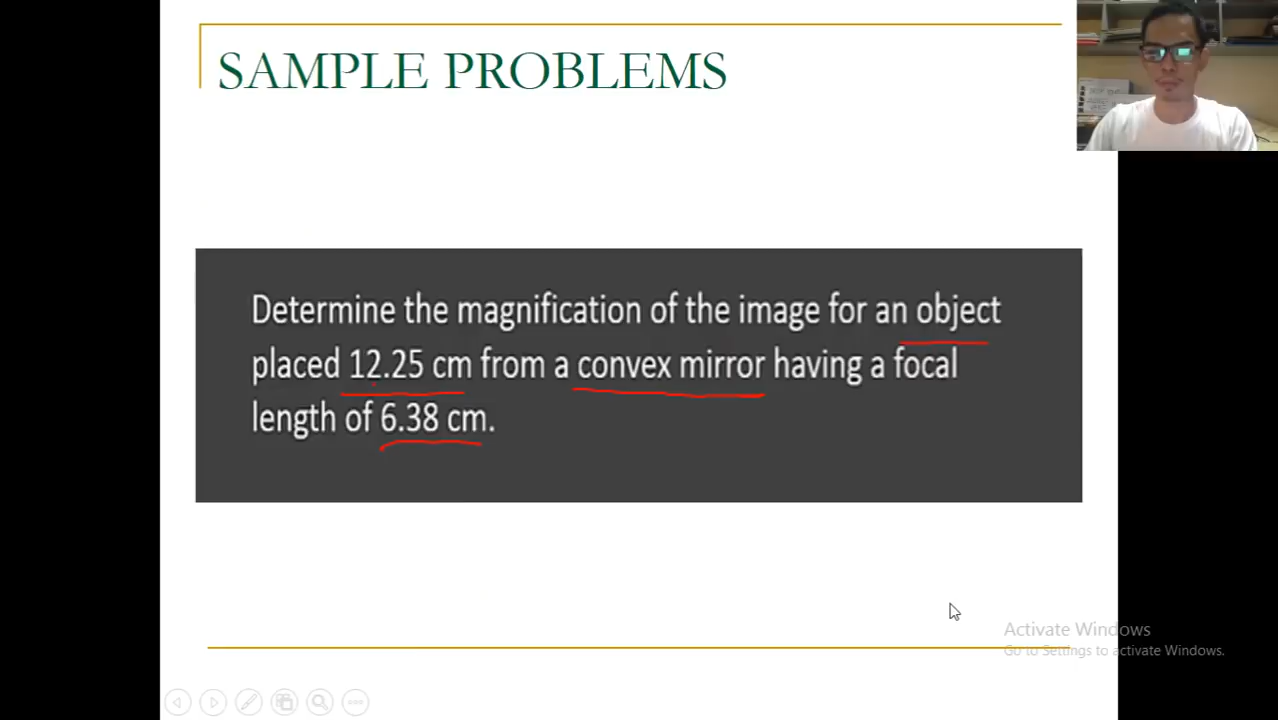 SAMPLE PROBLEMS
Determine the magnification of the image for an object
placed 12.25 cm from a convex mirror having a focal
length of 6.38 cm.
Activate Windows
Go to Settings to activate Windows.